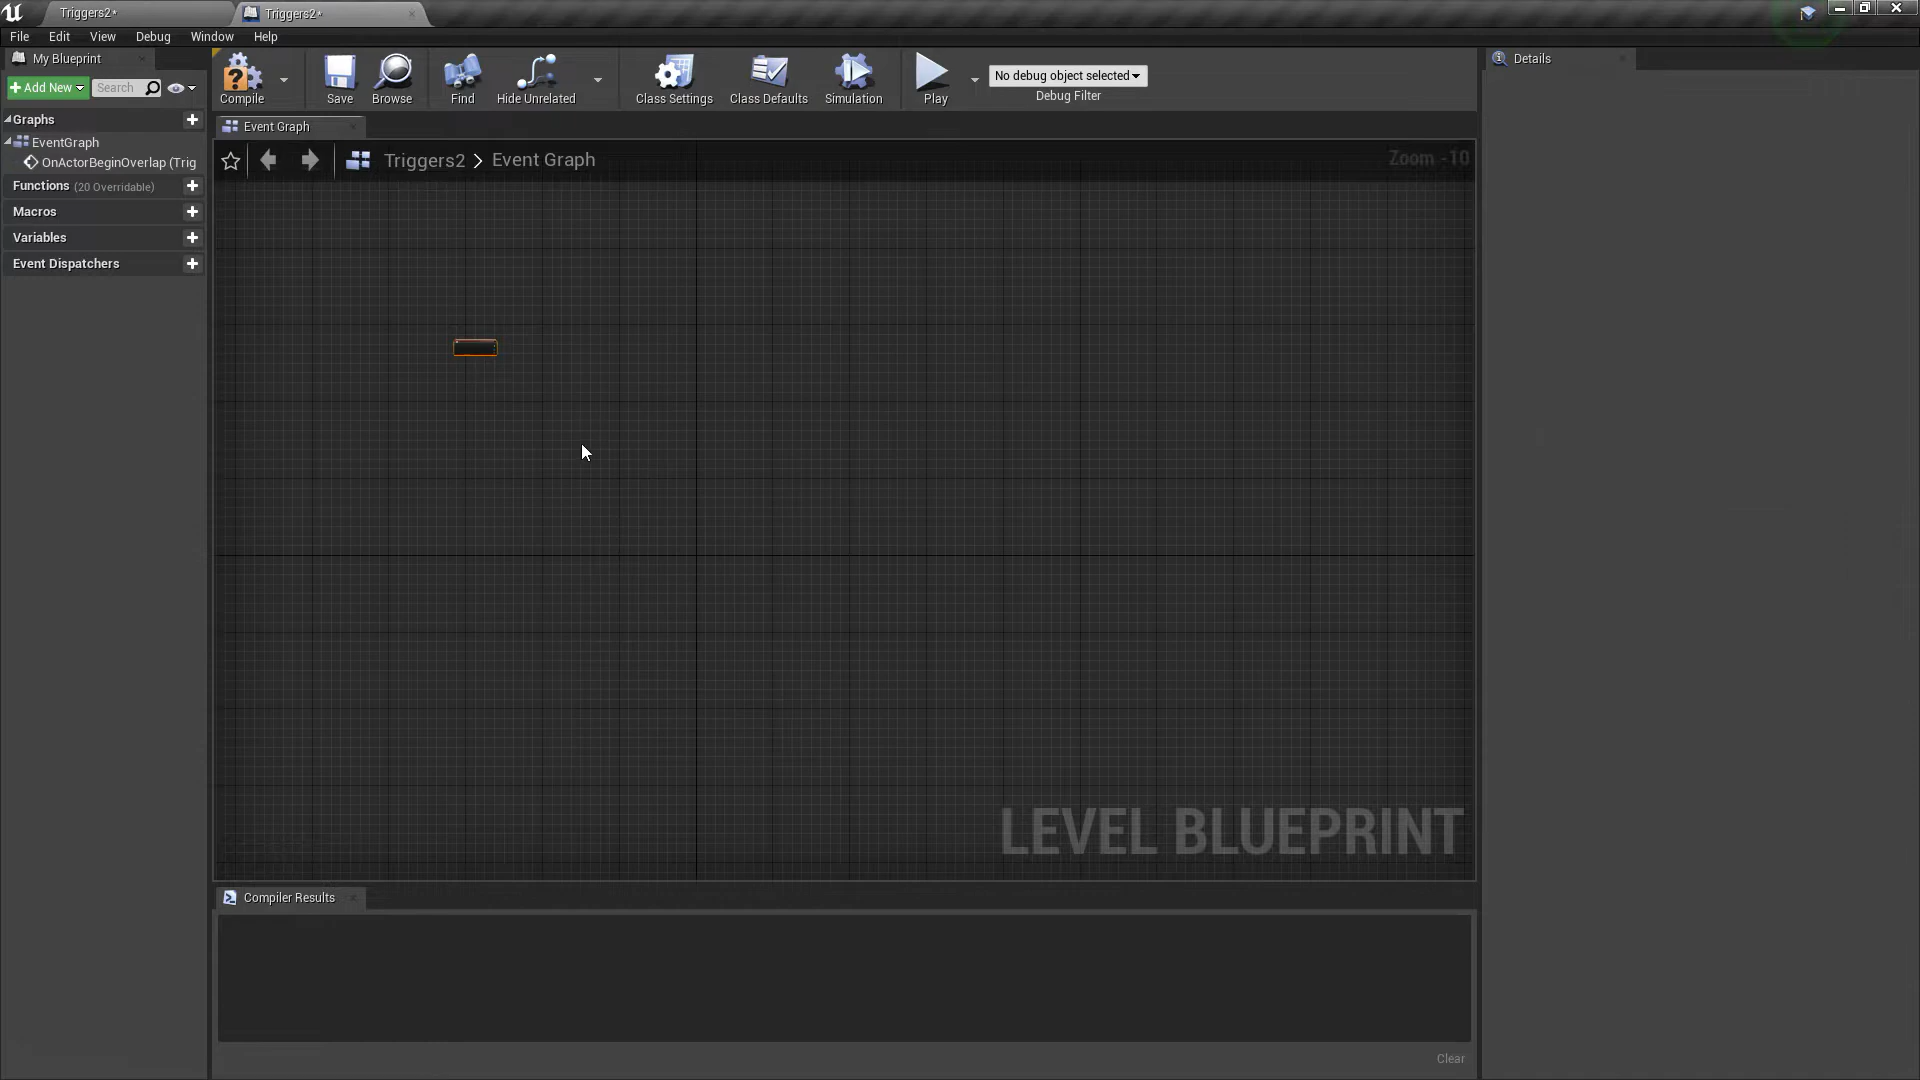 Triggers2*
Triggers2*
File Edit View Debug Window Help
My Blueprint
Add New
Search
Compile
Save
Browse
Find
Hide Unrelated
Class Settings
Class Defaults
Simulation
Play
No debug object selected
Debug Filter
Details
Graphs
EventGraph
OnActorBeginOverlap (Trig
Functions (20 Overridable)
Macros
Variables
Event Dispatchers
Event Graph
Triggers2 > Event Graph
Zoom -10
LEVEL BLUEPRINT
Compiler Results
Clear